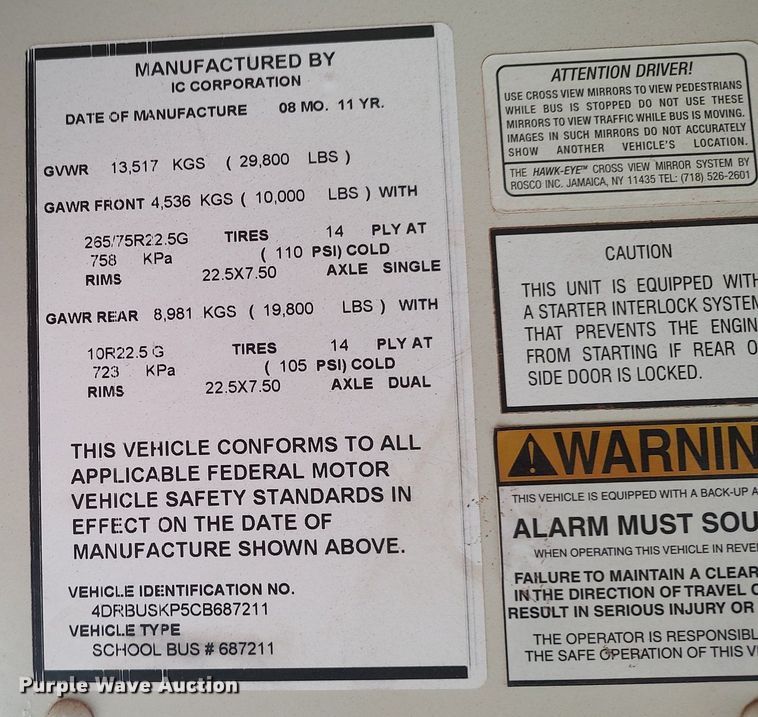 MANUFACTURED BY
IC CORPORATION
DATE OF MANUFACTURE 08 MO. 11 YR.
GVWR 13,517 KGS ( 29,800 LBS )
GAWR FRONT 4,536 KGS ( 10,000 LBS ) WITH
265/75R22.5G TIRES 14 PLY AT
758 KPa ( 110 PSI) COLD
RIMS 22.5X7.50 AXLE SINGLE
GAWR REAR 8,981 KGS ( 19,800 LBS ) WITH
10R22.5 G TIRES 14 PLY AT
723 KPa ( 105 PSI) COLD
RIMS 22.5X7.50 AXLE DUAL
THIS VEHICLE CONFORMS TO ALL
APPLICABLE FEDERAL MOTOR
VEHICLE SAFETY STANDARDS IN
EFFECT ON THE DATE OF
MANUFACTURE SHOWN ABOVE.
VEHICLE IDENTIFICATION NO.
4DRBUSKP5CB687211
VEHICLE TYPE
SCHOOL BUS # 687211
ATTENTION DRIVER!
USE CROSS VIEW MIRRORS TO VIEW PEDESTRIANS
WHILE BUS IS STOPPED DO NOT USE THESE
MIRRORS TO VIEW TRAFFIC WHILE BUS IS MOVING.
IMAGES IN SUCH MIRRORS DO NOT ACCURATELY
SHOW ANOTHER VEHICLE'S LOCATION.
THE HAWK-EYE™ CROSS VIEW MIRROR SYSTEM BY
ROSCO INC. JAMAICA, NY 11435 TEL: (718) 526-2601
CAUTION
THIS UNIT IS EQUIPPED WITH
A STARTER INTERLOCK SYSTEM
THAT PREVENTS THE ENGIN
FROM STARTING IF REAR O
SIDE DOOR IS LOCKED.
WARNIN
THIS VEHICLE IS EQUIPPED WITH A BACK-UP A
ALARM MUST SOU
WHEN OPERATING THIS VEHICLE IN REVE
FAILURE TO MAINTAIN A CLEAR
IN THE DIRECTION OF TRAVEL C
RESULT IN SERIOUS INJURY OR
THE OPERATOR IS RESPONSIBL
THE SAFE OPERATION OF THIS V
Purple Wave Auction